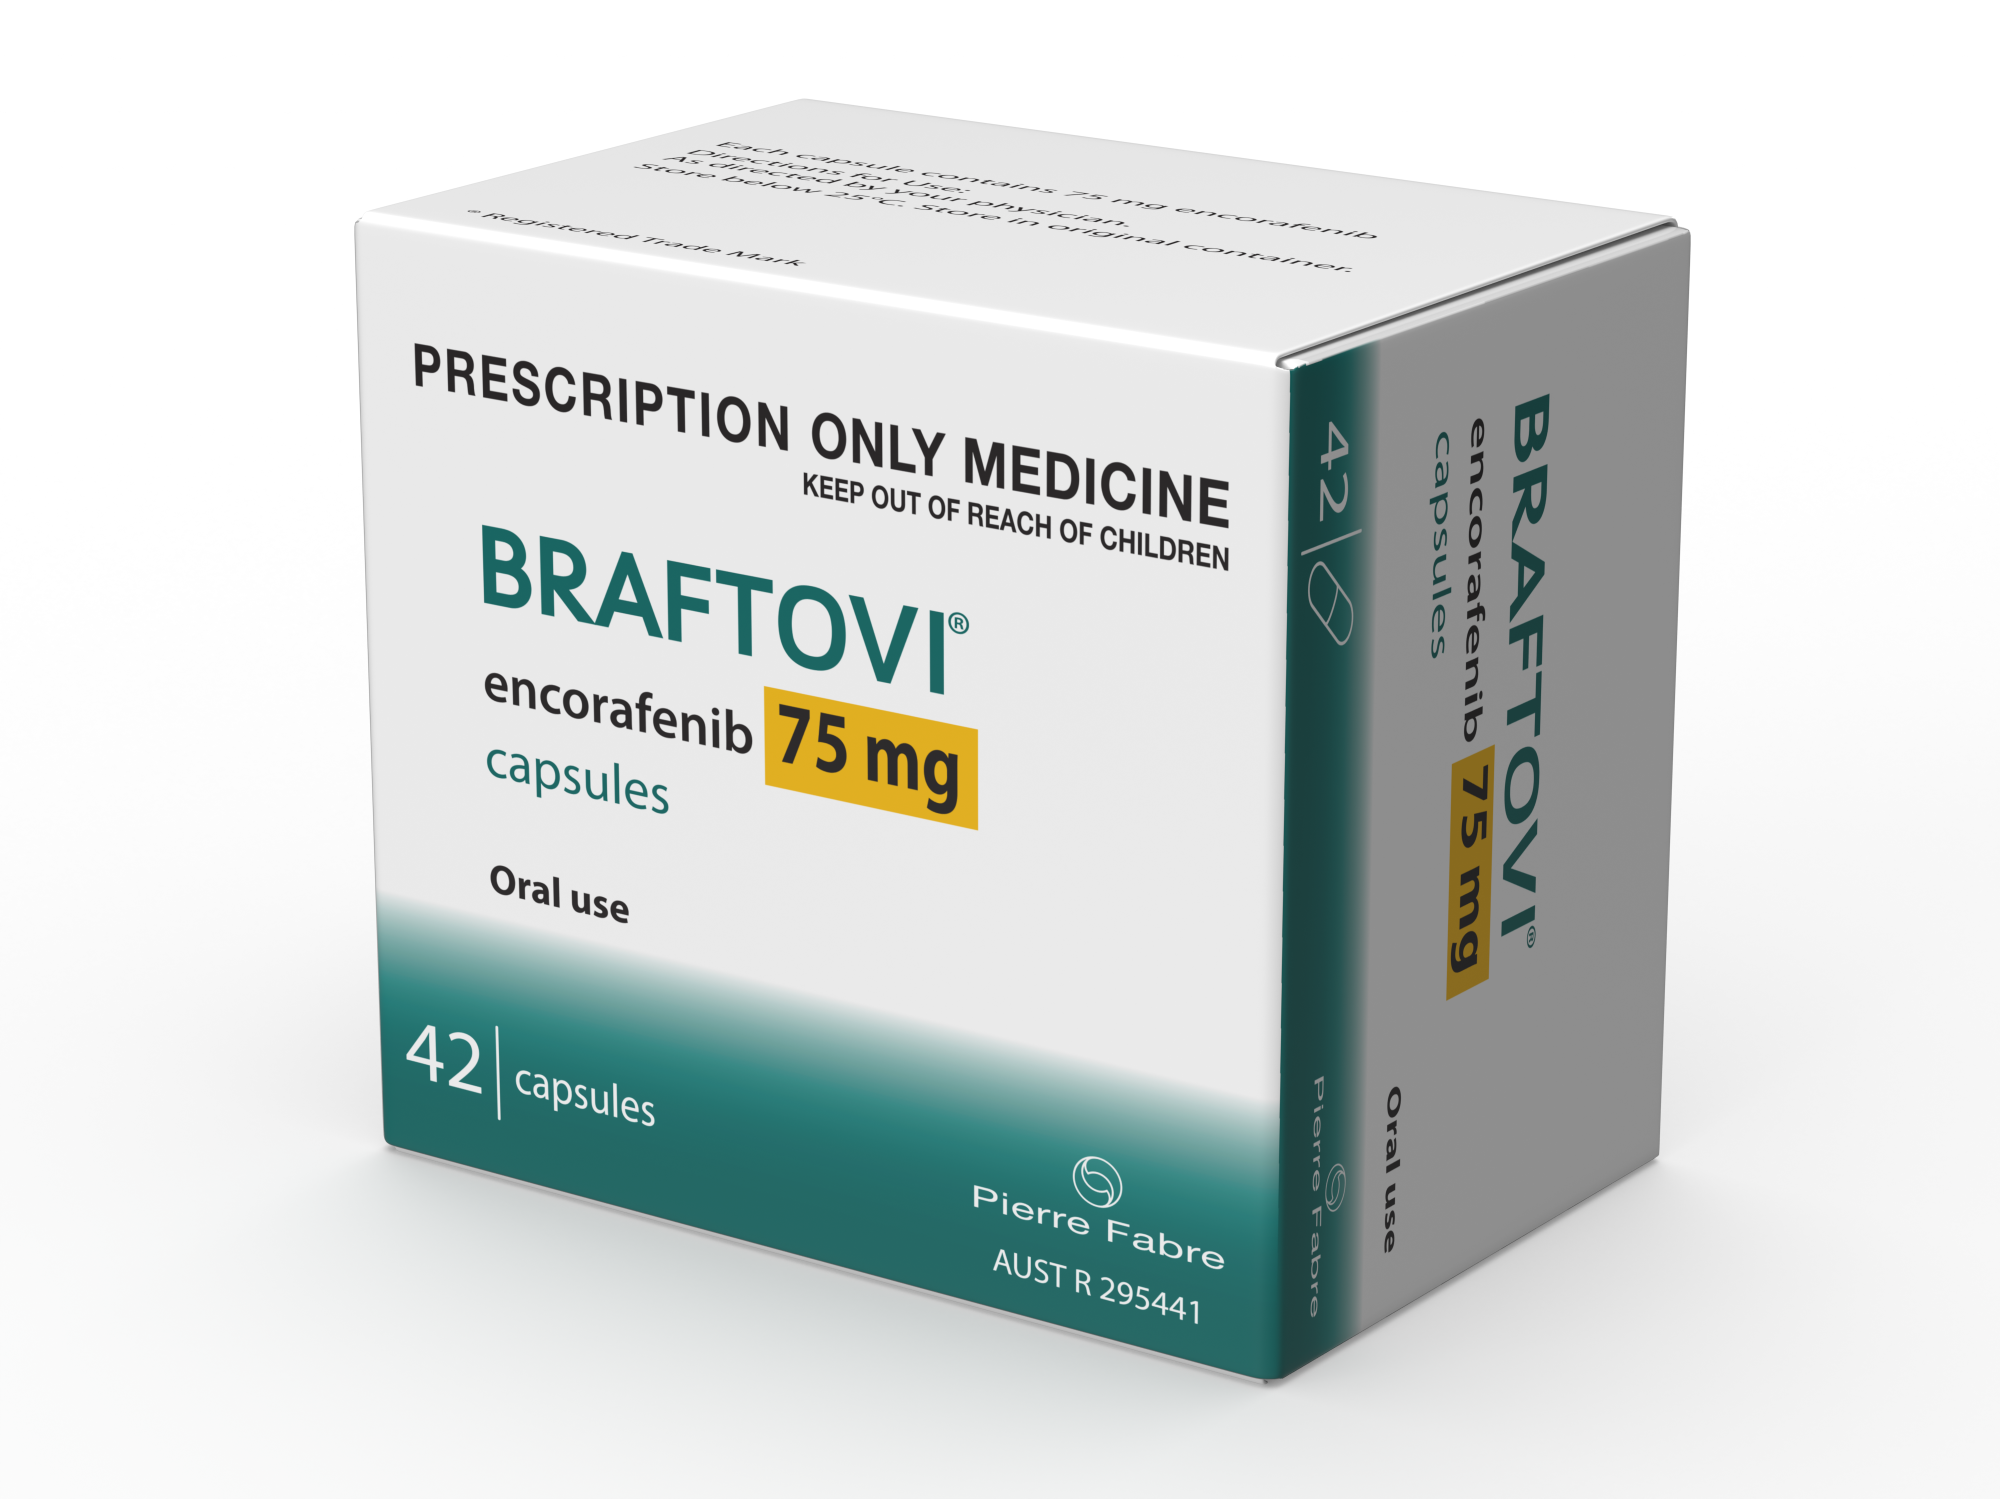 Each capsule contains 75 mg encorafenib
Directions for Use:
As directed by your physician.
Store below 25°C. Store in original container.
® Registered Trade Mark
PRESCRIPTION ONLY MEDICINE
KEEP OUT OF REACH OF CHILDREN
BRAFTOVI®
encorafenib 75 mg
capsules
Oral use
42 capsules
Pierre Fabre
AUST R 295441
BRAFTOVI®
encorafenib 75 mg
capsules
42
Oral use
Pierre Fabre